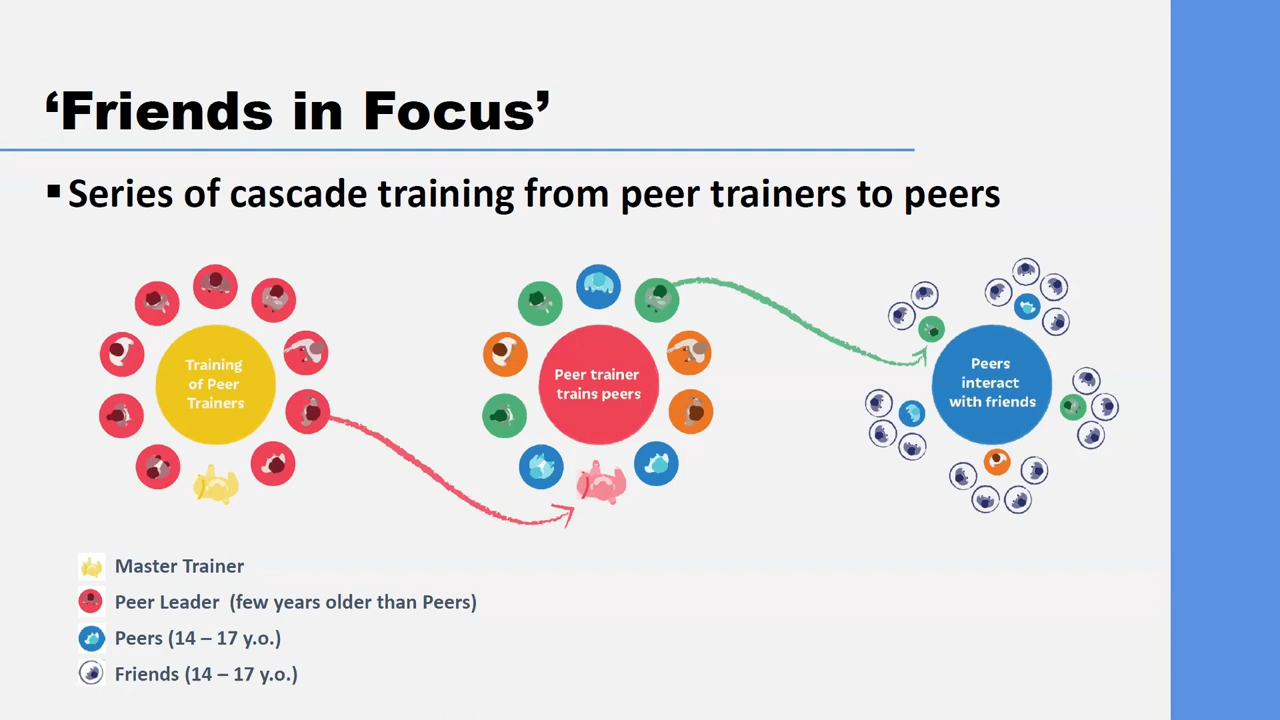 ‘Friends in Focus’
▪ Series of cascade training from peer trainers to peers
Training
of Peer
Trainers
Peer trainer
trains peers
Peers
interact
with friends
Master Trainer
Peer Leader (few years older than Peers)
Peers (14 – 17 y.o.)
Friends (14 – 17 y.o.)